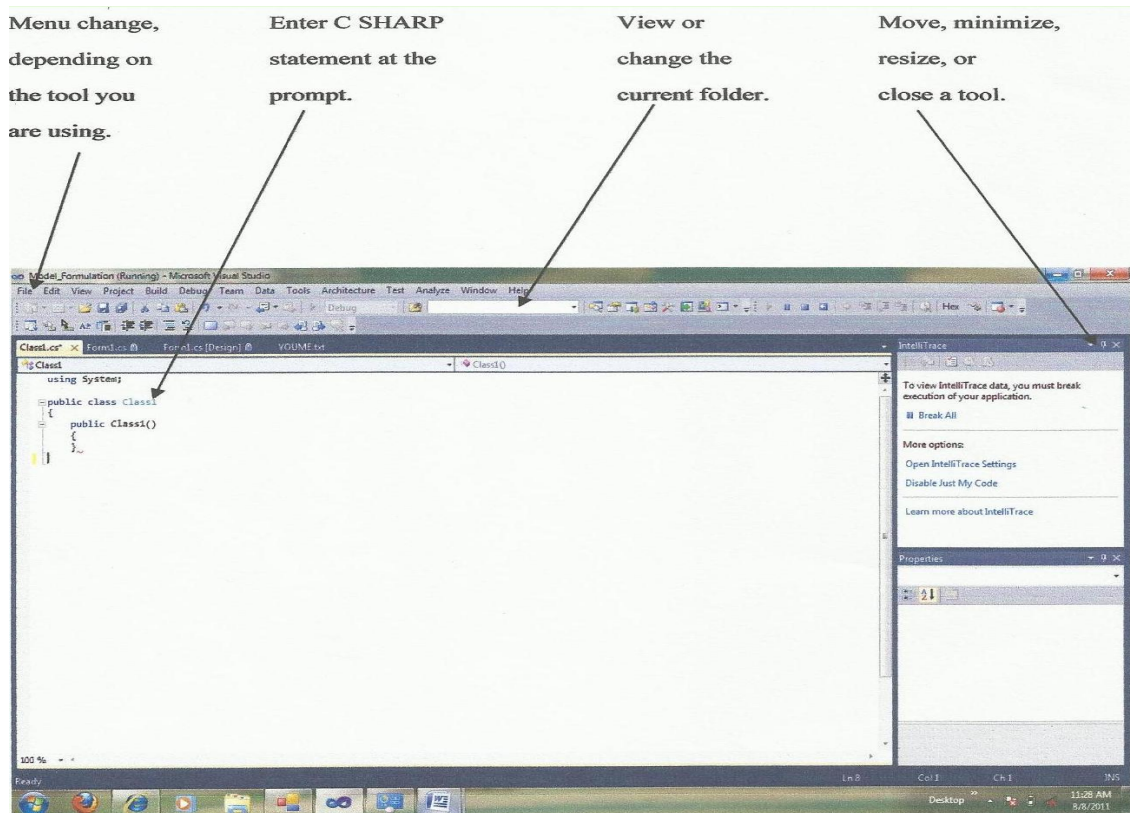 Menu change,
depending on
the tool you
are using.
Enter C SHARP
statement at the
prompt.
View or
change the
current folder.
Move, minimize,
resize, or
close a tool.
Model_Formulation (Running) - Microsoft Visual Studio
File Edit View Project Build Debug Team Data Tools Architecture Test Analyze Window Help
Debug
Hex
Class1.cs* Form1.cs Form1.cs [Design] YOUME.txt
Class1
Class1()
using System;
public class Class1
{
public Class1()
{
}
}
100 %
IntelliTrace
To view IntelliTrace data, you must break
execution of your application.
Break All
More options:
Open IntelliTrace Settings
Disable Just My Code
Learn more about IntelliTrace
Properties
Ready Ln 8 Col 1 Ch 1 INS
Desktop
11:28 AM
8/8/2011